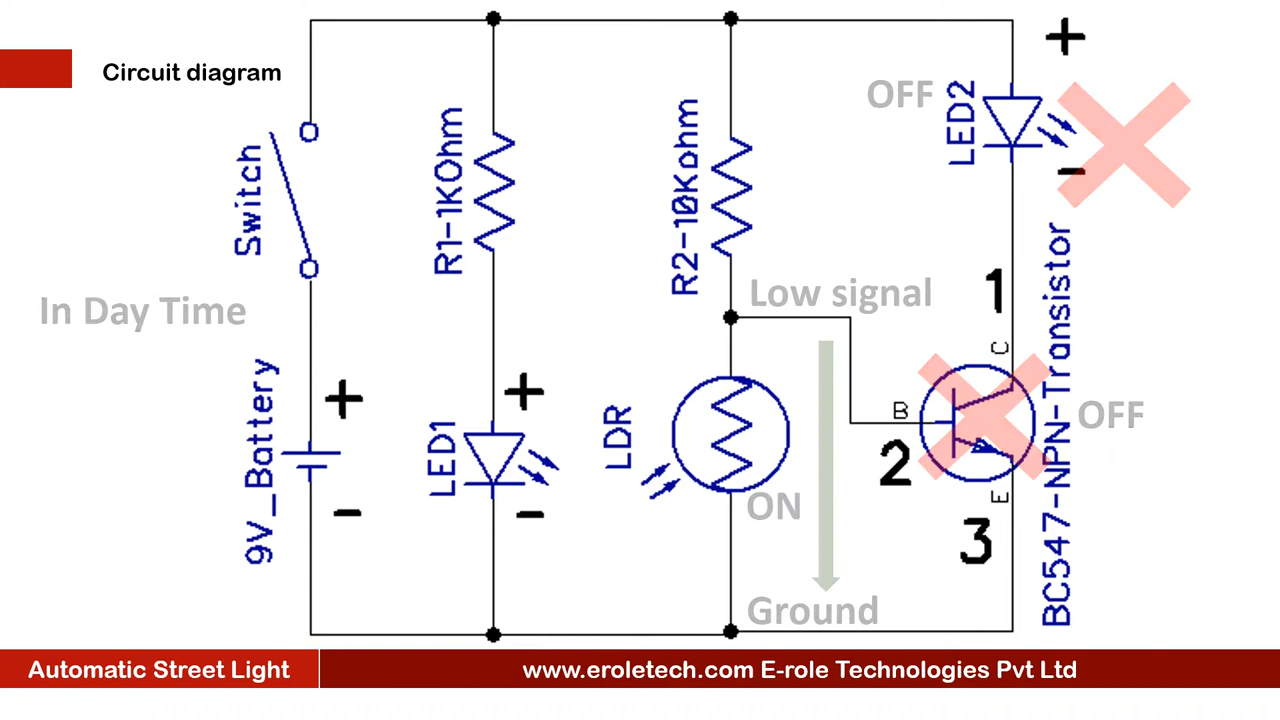 Circuit diagram
Switch
In Day Time
9V_Battery
+
-
R1-1KOhm
LED1
+
-
R2-10Kohm
LDR
ON
Low signal
Ground
OFF
LED2
+
-
1
C
B
2
E
3
OFF
BC547-NPN-Transistor
Automatic Street Light
www.eroletech.com E-role Technologies Pvt Ltd